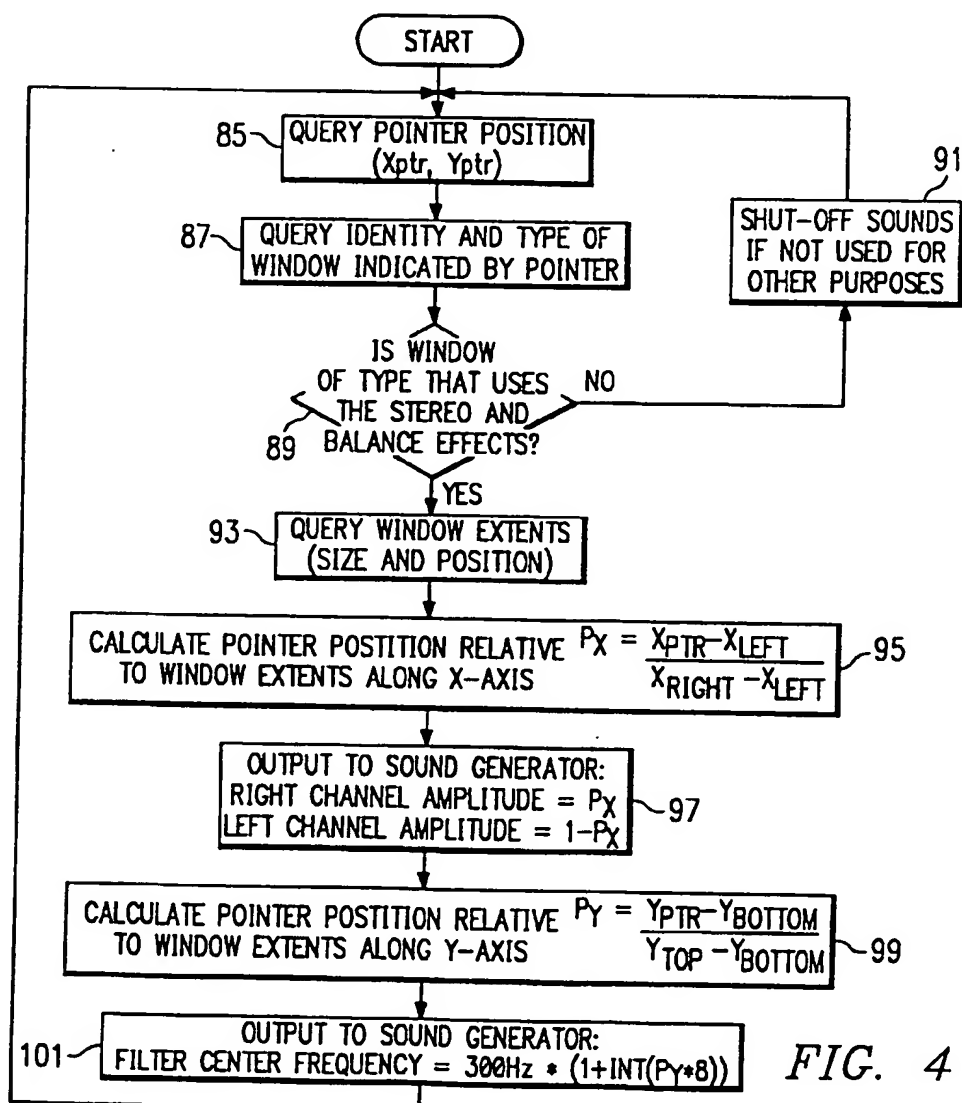 START
85
QUERY POINTER POSITION
(Xptr, Yptr)
91
SHUT-OFF SOUNDS
IF NOT USED FOR
OTHER PURPOSES
87
QUERY IDENTITY AND TYPE OF
WINDOW INDICATED BY POINTER
IS WINDOW
OF TYPE THAT USES
THE STEREO AND
BALANCE EFFECTS?
89
NO
YES
93
QUERY WINDOW EXTENTS
(SIZE AND POSITION)
CALCULATE POINTER POSTITION RELATIVE
TO WINDOW EXTENTS ALONG X-AXIS
PX = XPTR-XLEFT
XRIGHT -XLEFT
95
OUTPUT TO SOUND GENERATOR:
RIGHT CHANNEL AMPLITUDE = PX
LEFT CHANNEL AMPLITUDE = 1-PX
97
CALCULATE POINTER POSTITION RELATIVE
TO WINDOW EXTENTS ALONG Y-AXIS
PY = YPTR-YBOTTOM
YTOP -YBOTTOM
99
101
OUTPUT TO SOUND GENERATOR:
FILTER CENTER FREQUENCY = 300Hz * (1+INT(PY*8))
FIG. 4